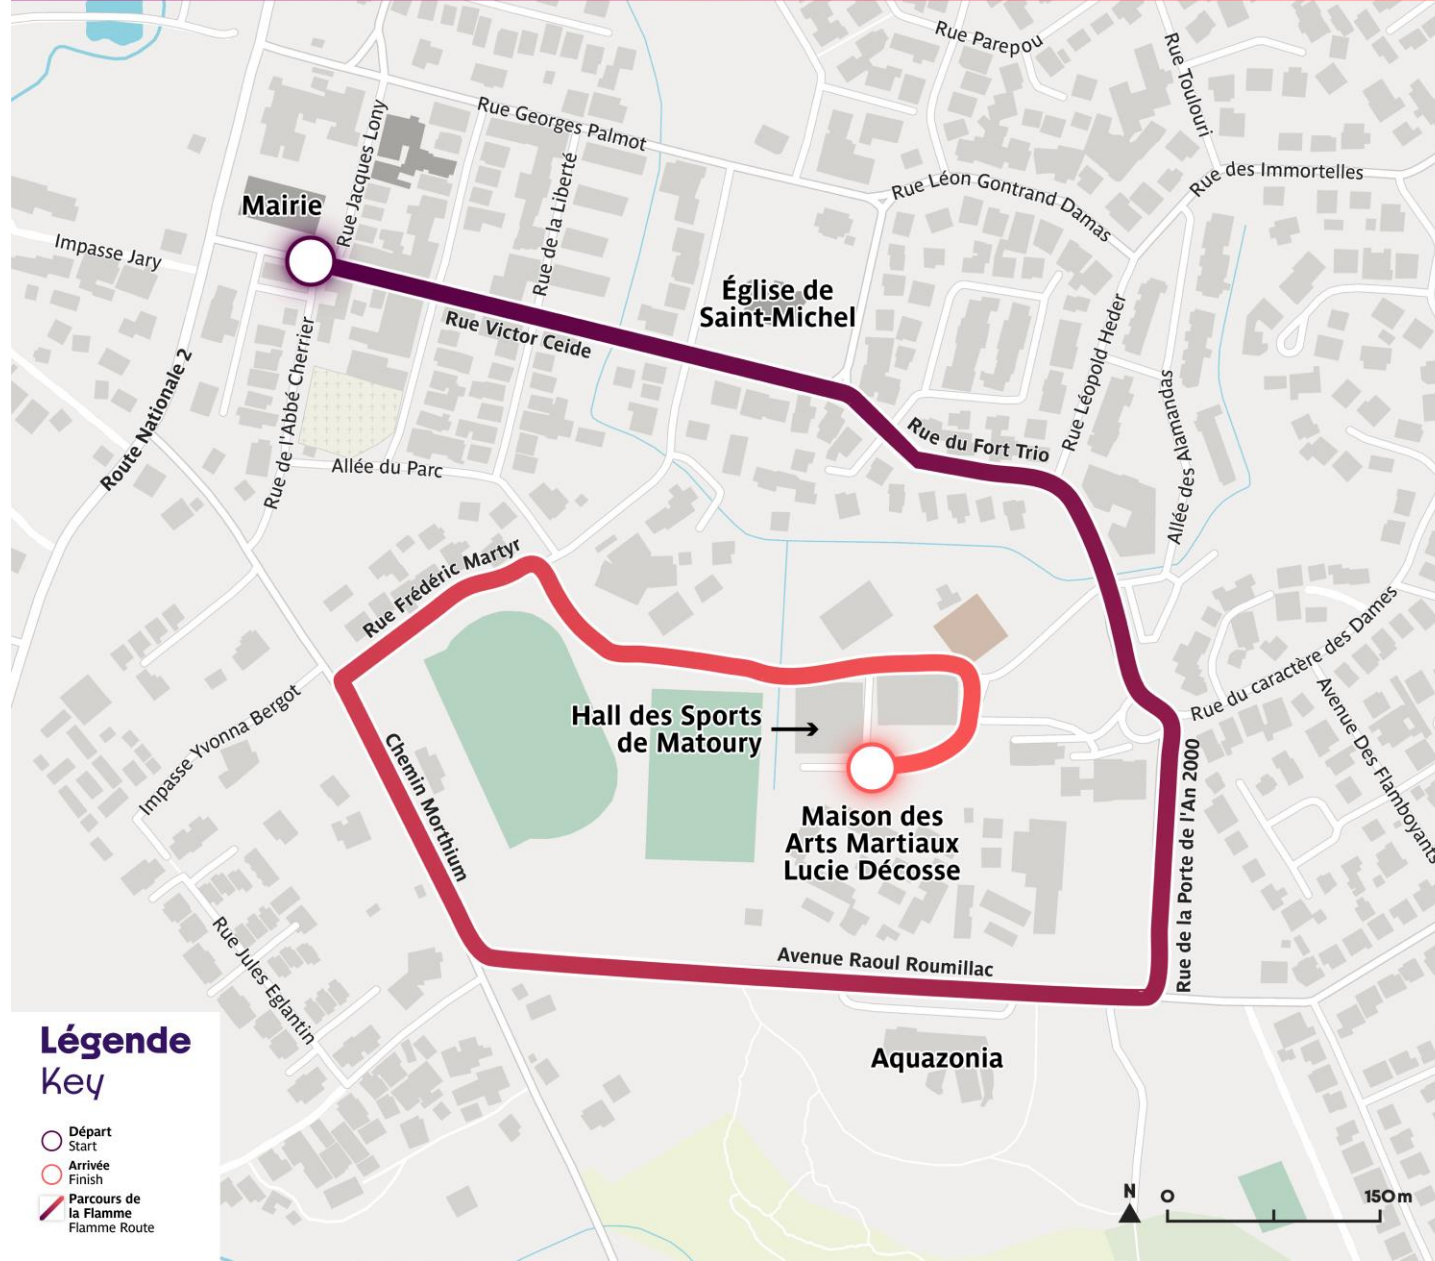 Rue Parepou
Rue Toulouri
Rue Georges Palmot
Rue Jacques Lony
Rue de la Liberté
Rue des Immortelles
Rue Léon Gontrand Damas
Mairie
Impasse Jary
Église de
Saint-Michel
Rue Victor Ceide
Rue Léopold Heder
Route Nationale 2
Rue de l'Abbé Cherrier
Allée des Alamandas
Rue du Fort Trio
Allée du Parc
Rue Frédéric Martyr
Rue du caractère des Dames
Impasse Yvonna Bergot
Avenue Des Flamboyants
Hall des Sports
de Matoury
Chemin Morthium
Rue de la Porte de l'An 2000
Maison des
Arts Martiaux
Lucie Décosse
Rue Jules Eglantin
Avenue Raoul Roumillac
Aquazonia
Légende
Key
Départ
Start
Arrivée
Finish
Parcours de
la Flamme
Flamme Route
N
0
150m